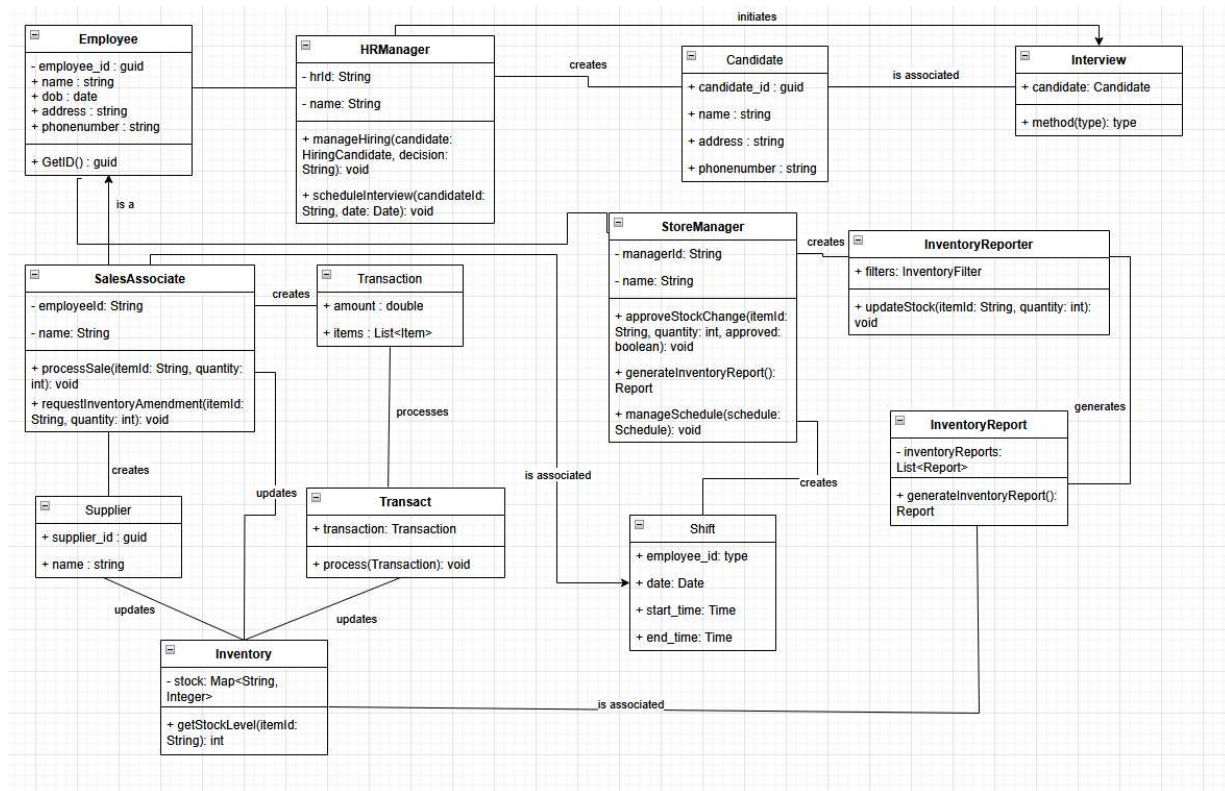 initiates
Employee
- employee_id : guid
+ name : string
+ dob : date
+ address : string
+ phonenumber : string
+ GetID() : guid
HRManager
- hrId: String
- name: String
+ manageHiring(candidate:
HiringCandidate, decision:
String): void
+ scheduleInterview(candidateId:
String, date: Date): void
creates
Candidate
+ candidate_id : guid
+ name : string
+ address : string
+ phonenumber : string
is associated
Interview
+ candidate: Candidate
+ method(type): type
is a
SalesAssociate
- employeeId: String
- name: String
+ processSale(itemId: String, quantity:
int): void
+ requestInventoryAmendment(itemId:
String, quantity: int): void
creates
Transaction
+ amount : double
+ items : List<Item>
StoreManager
- managerId: String
- name: String
+ approveStockChange(itemId:
String, quantity: int, approved:
boolean): void
+ generateInventoryReport():
Report
+ manageSchedule(schedule:
Schedule): void
creates
InventoryReporter
+ filters: InventoryFilter
+ updateStock(itemId: String, quantity: int):
void
processes
generates
InventoryReport
- inventoryReports:
List<Report>
+ generateInventoryReport():
Report
creates
updates
is associated
creates
Supplier
+ supplier_id : guid
+ name : string
Transact
+ transaction: Transaction
+ process(Transaction): void
Shift
+ employee_id: type
+ date: Date
+ start_time: Time
+ end_time: Time
updates
updates
Inventory
- stock: Map<String,
Integer>
+ getStockLevel(itemId:
String): int
is associated